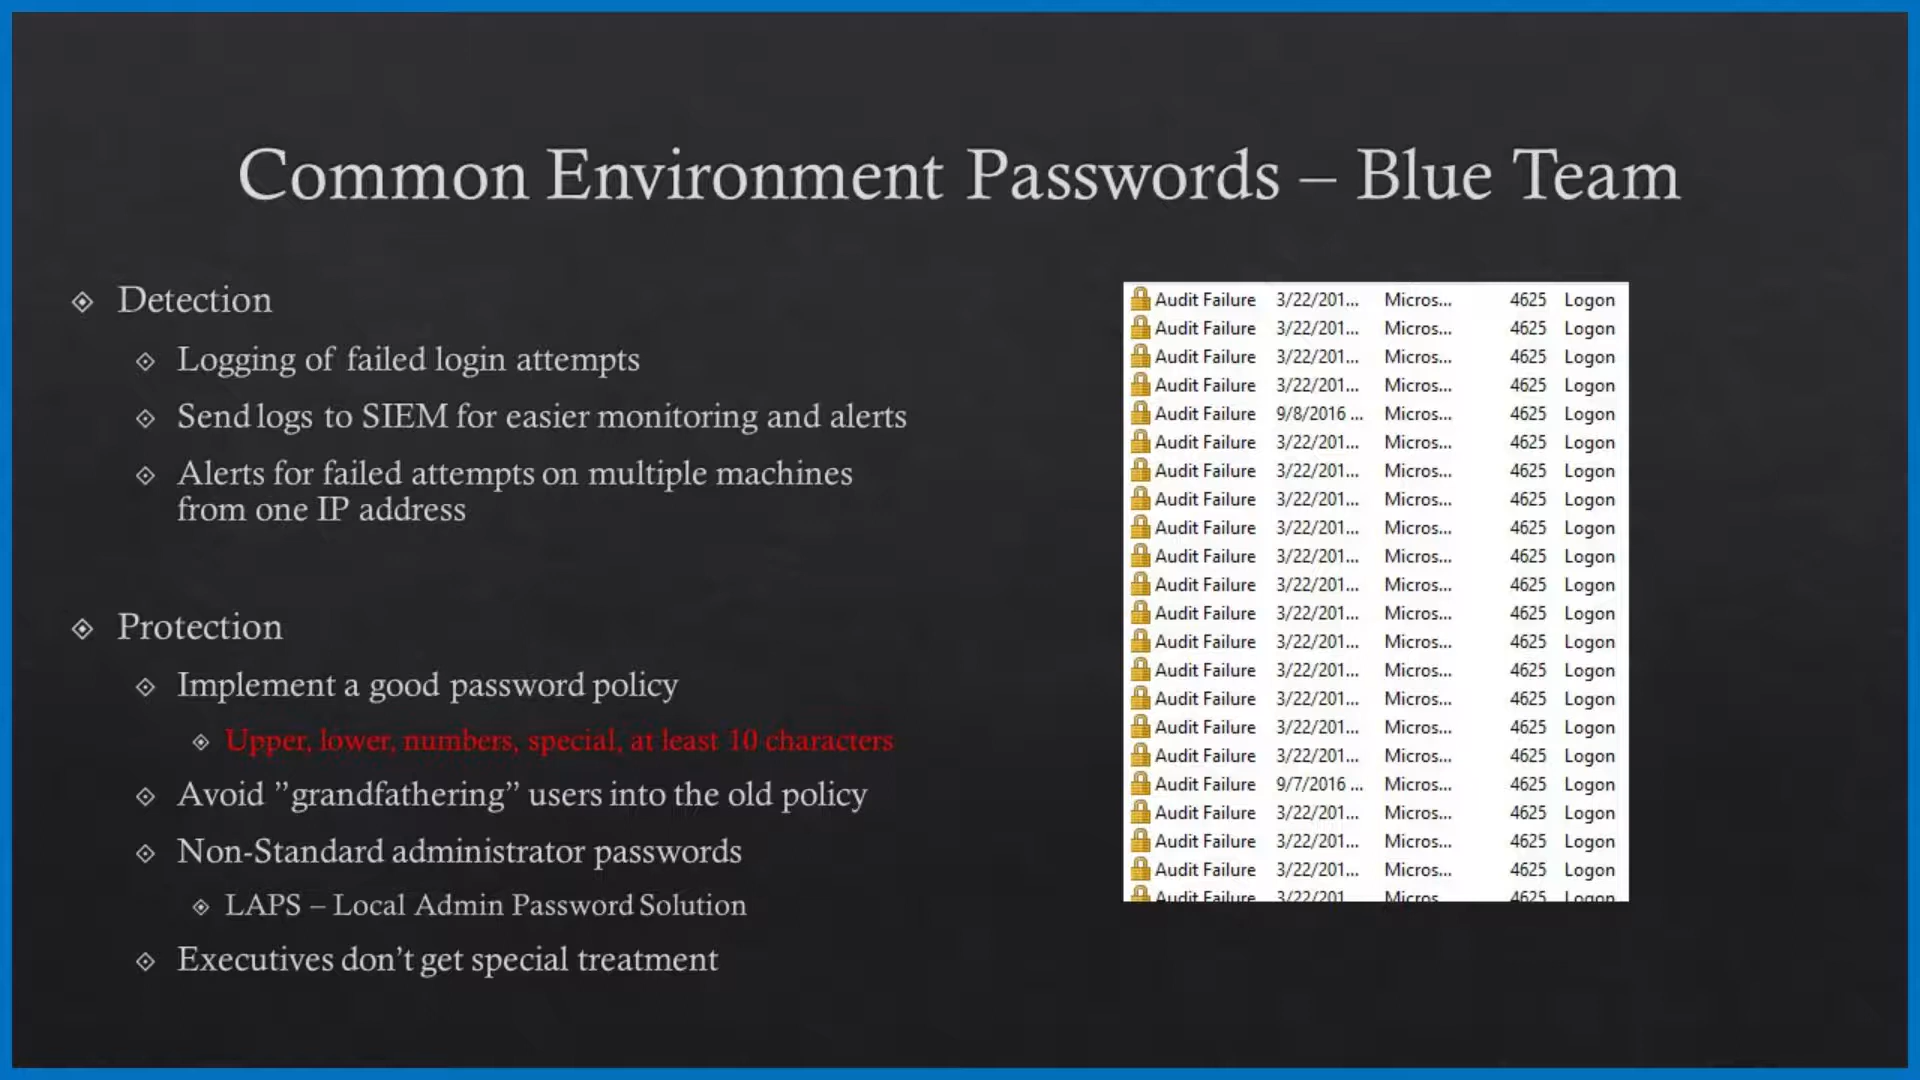 Common Environment Passwords – Blue Team
Detection
Logging of failed login attempts
Send logs to SIEM for easier monitoring and alerts
Alerts for failed attempts on multiple machines
from one IP address
Protection
Implement a good password policy
Upper, lower, numbers, special, at least 10 characters
Avoid ”grandfathering” users into the old policy
Non-Standard administrator passwords
LAPS – Local Admin Password Solution
Executives don’t get special treatment
Audit Failure 3/22/201... Micros... 4625 Logon
Audit Failure 3/22/201... Micros... 4625 Logon
Audit Failure 3/22/201... Micros... 4625 Logon
Audit Failure 3/22/201... Micros... 4625 Logon
Audit Failure 9/8/2016 ... Micros... 4625 Logon
Audit Failure 3/22/201... Micros... 4625 Logon
Audit Failure 3/22/201... Micros... 4625 Logon
Audit Failure 3/22/201... Micros... 4625 Logon
Audit Failure 3/22/201... Micros... 4625 Logon
Audit Failure 3/22/201... Micros... 4625 Logon
Audit Failure 3/22/201... Micros... 4625 Logon
Audit Failure 3/22/201... Micros... 4625 Logon
Audit Failure 3/22/201... Micros... 4625 Logon
Audit Failure 3/22/201... Micros... 4625 Logon
Audit Failure 3/22/201... Micros... 4625 Logon
Audit Failure 3/22/201... Micros... 4625 Logon
Audit Failure 3/22/201... Micros... 4625 Logon
Audit Failure 9/7/2016 ... Micros... 4625 Logon
Audit Failure 3/22/201... Micros... 4625 Logon
Audit Failure 3/22/201... Micros... 4625 Logon
Audit Failure 3/22/201... Micros... 4625 Logon
Audit Failure 3/22/201 Micros 4625 Logon